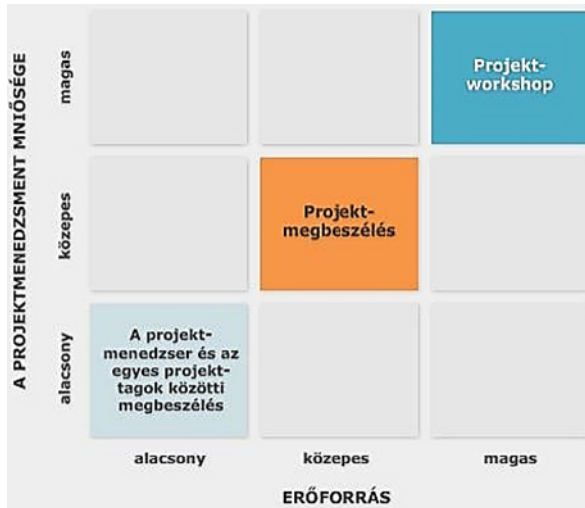 A PROJEKTMENEDZSMENT MNIŐSÉGE
magas
Projekt-
workshop
közepes
Projekt-
megbeszélés
alacsony
A projekt-
menedzser és az
egyes projekt-
tagok közötti
megbeszélés
alacsony
közepes
magas
ERŐFORRÁS